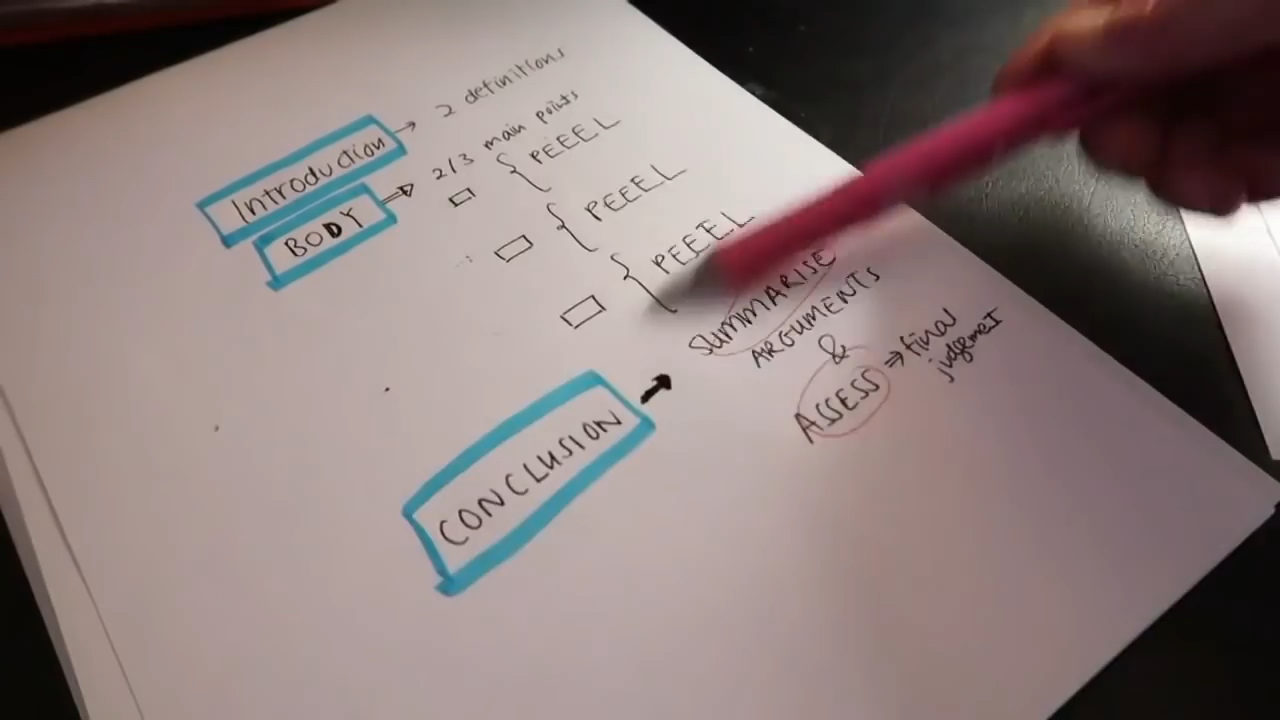 Introduction → 2 definitions
BODY → 2/3 main points
{ PEEEL
{ PEEEL
{ PEEEL
CONCLUSION → SUMMARISE
ARGUMENTS
&
ASSESS ⇒ final
judgement